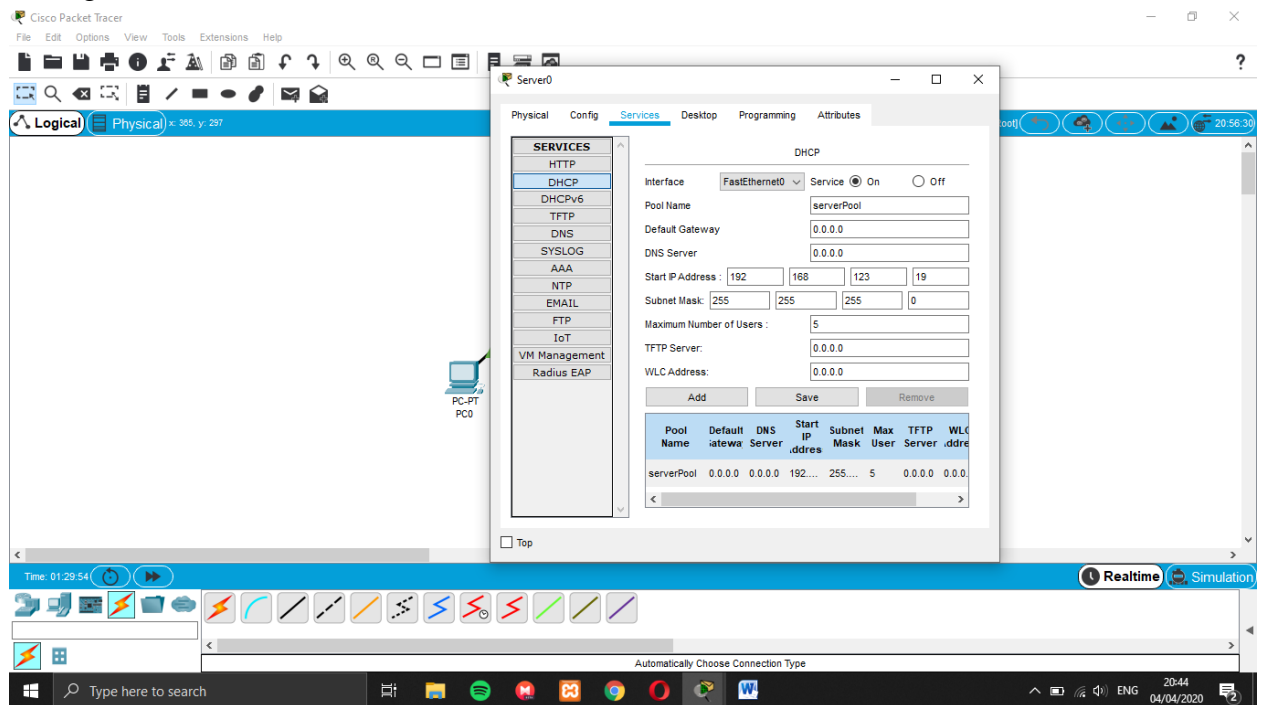 Cisco Packet Tracer
File Edit Options View Tools Extensions Help
?
Logical Physical x: 385, y: 297
20:56:30
Server0
Physical Config Services Desktop Programming Attributes
SERVICES
HTTP
DHCP
DHCPv6
TFTP
DNS
SYSLOG
AAA
NTP
EMAIL
FTP
IoT
VM Management
Radius EAP
DHCP
Interface FastEthernet0 Service On Off
Pool Name serverPool
Default Gateway 0.0.0.0
DNS Server 0.0.0.0
Start IP Address : 192 168 123 19
Subnet Mask: 255 255 255 0
Maximum Number of Users : 5
TFTP Server: 0.0.0.0
WLC Address: 0.0.0.0
Add Save Remove
Pool Name Default DNS Server Start IP Subnet Mask Max User TFTP Server
serverPool 0.0.0.0 0.0.0.0 192.... 255.... 5 0.0.0.0 0.0.0.
Top
PC-PT
PC0
Time: 01:29:54
Realtime Simulation
Automatically Choose Connection Type
Type here to search
ENG
20:44
04/04/2020
2